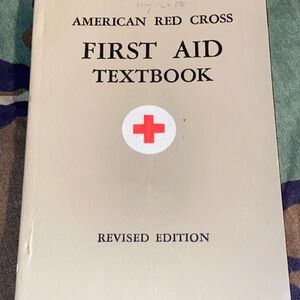 AMERICAN RED CROSS
FIRST AID
TEXTBOOK
REVISED EDITION